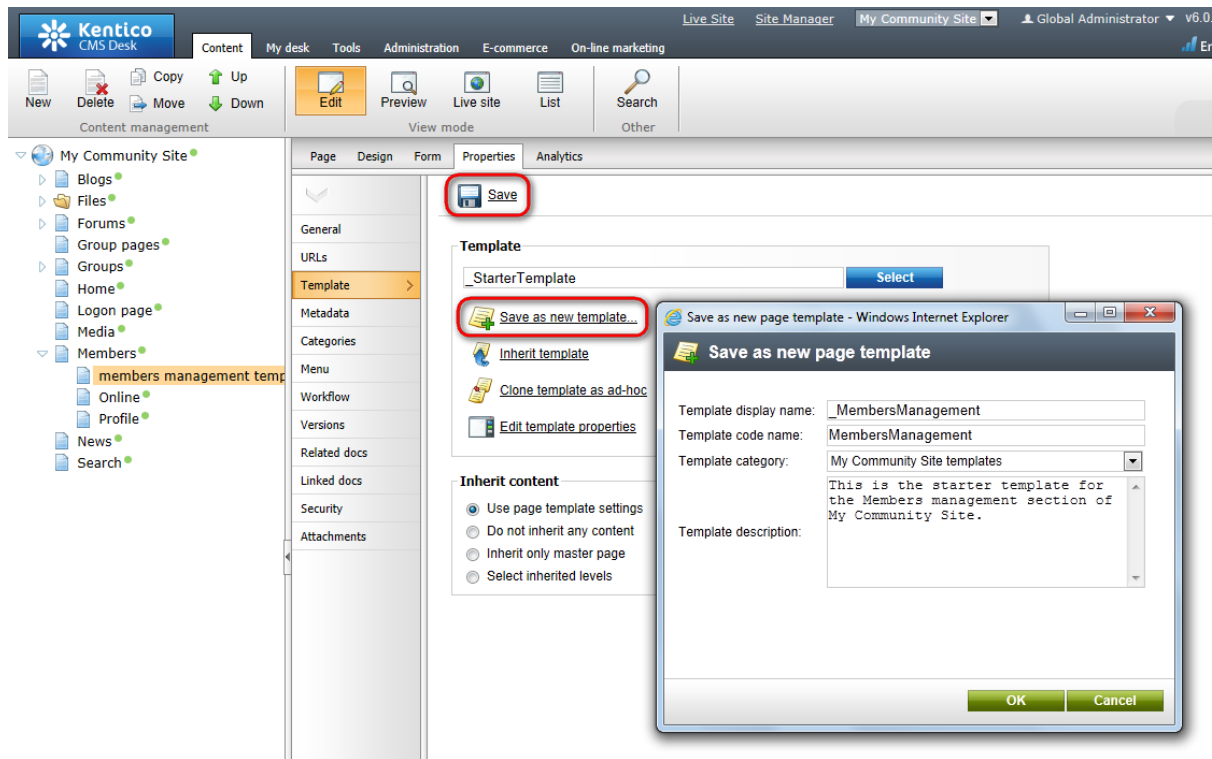 Kentico
CMS Desk
Live Site Site Manager My Community Site Global Administrator v6.0.
Content My desk Tools Administration E-commerce On-line marketing
En
New Delete Copy Move Up Down
Content management
Edit Preview Live site List
View mode
Search
Other
My Community Site
Blogs
Files
Forums
Group pages
Groups
Home
Logon page
Media
Members
members management temp
Online
Profile
News
Search
Page Design Form Properties Analytics
General
URLs
Template
Metadata
Categories
Menu
Workflow
Versions
Related docs
Linked docs
Security
Attachments
Save
Template
_StarterTemplate Select
Save as new template...
Inherit template
Clone template as ad-hoc
Edit template properties
Inherit content
Use page template settings
Do not inherit any content
Inherit only master page
Select inherited levels
Save as new page template - Windows Internet Explorer
Save as new page template
Template display name: _MembersManagement
Template code name: MembersManagement
Template category: My Community Site templates
Template description:
This is the starter template for
the Members management section of
My Community Site.
OK Cancel